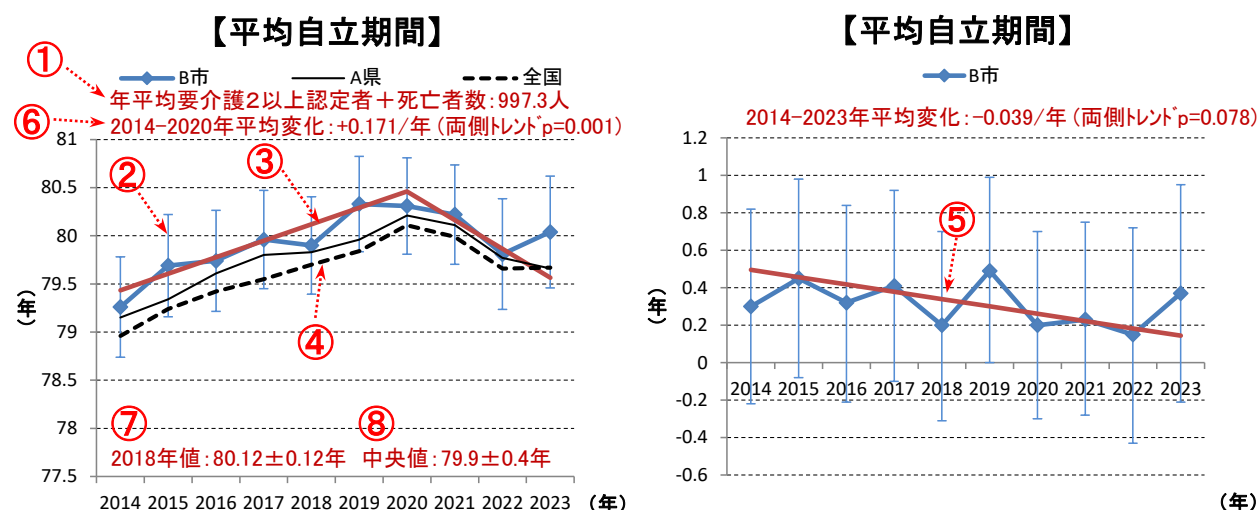 【平均自立期間】
①
B市 A県 全国
年平均要介護2以上認定者+死亡者数:997.3人
⑥
2014-2020年平均変化:+0.171/年(両側トレンドp=0.001)
②
③
④
81
80.5
80
79.5
79
78.5
78
77.5
(年)
⑦
⑧
2018年値:80.12±0.12年 中央値:79.9±0.4年
2014 2015 2016 2017 2018 2019 2020 2021 2022 2023 (年)
【平均自立期間】
B市
2014-2023年平均変化:-0.039/年(両側トレンドp=0.078)
⑤
1.2
1
0.8
0.6
0.4
0.2
0
-0.2
-0.4
-0.6
(年)
2014 2015 2016 2017 2018 2019 2020 2021 2022 2023
(年)